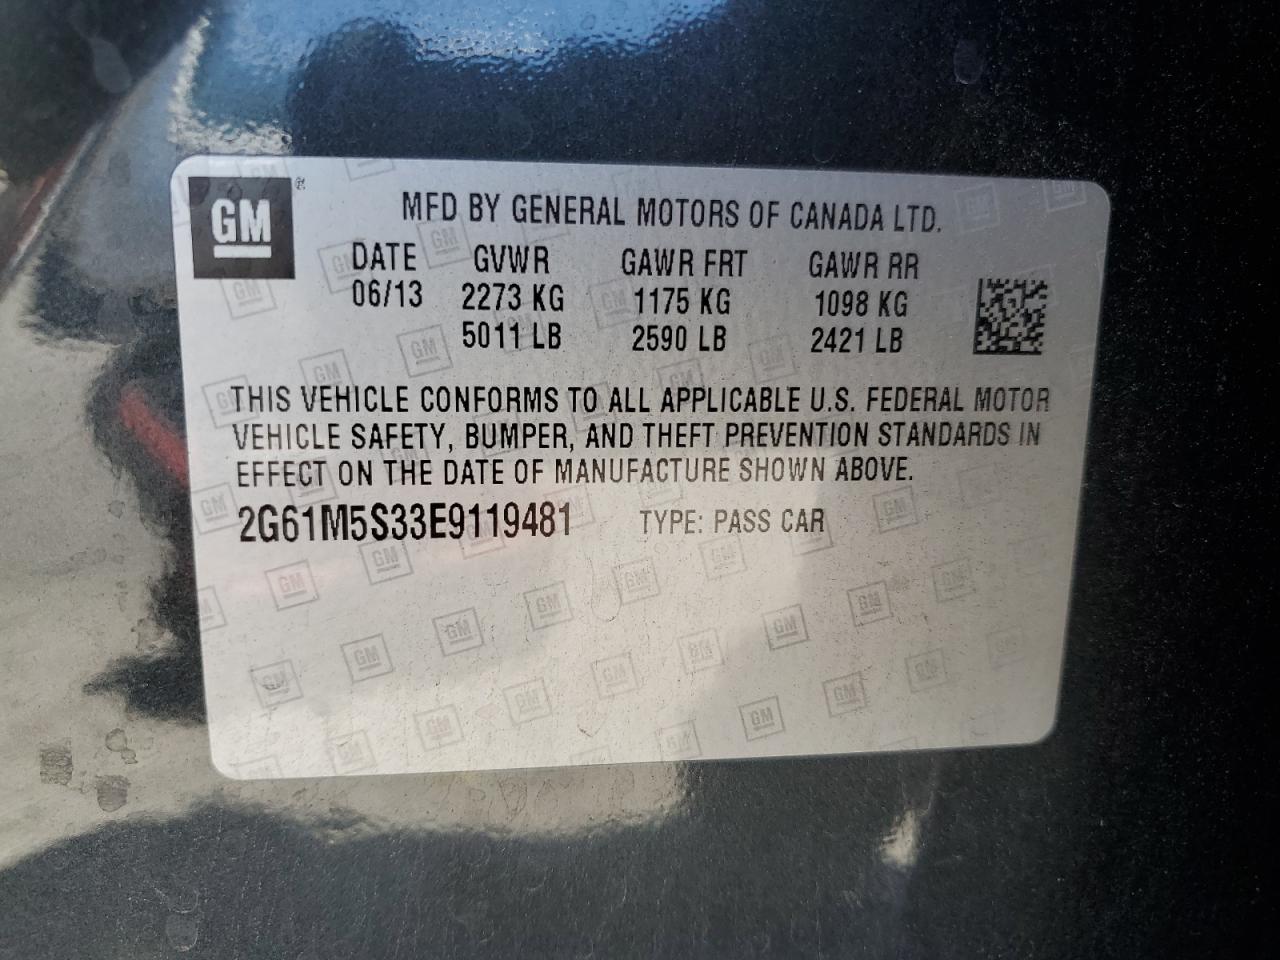 GM ®
MFD BY GENERAL MOTORS OF CANADA LTD.
DATE GVWR GAWR FRT GAWR RR
06/13 2273 KG 1175 KG 1098 KG
5011 LB 2590 LB 2421 LB
THIS VEHICLE CONFORMS TO ALL APPLICABLE U.S. FEDERAL MOTOR
VEHICLE SAFETY, BUMPER, AND THEFT PREVENTION STANDARDS IN
EFFECT ON THE DATE OF MANUFACTURE SHOWN ABOVE.
2G61M5S33E9119481 TYPE: PASS CAR